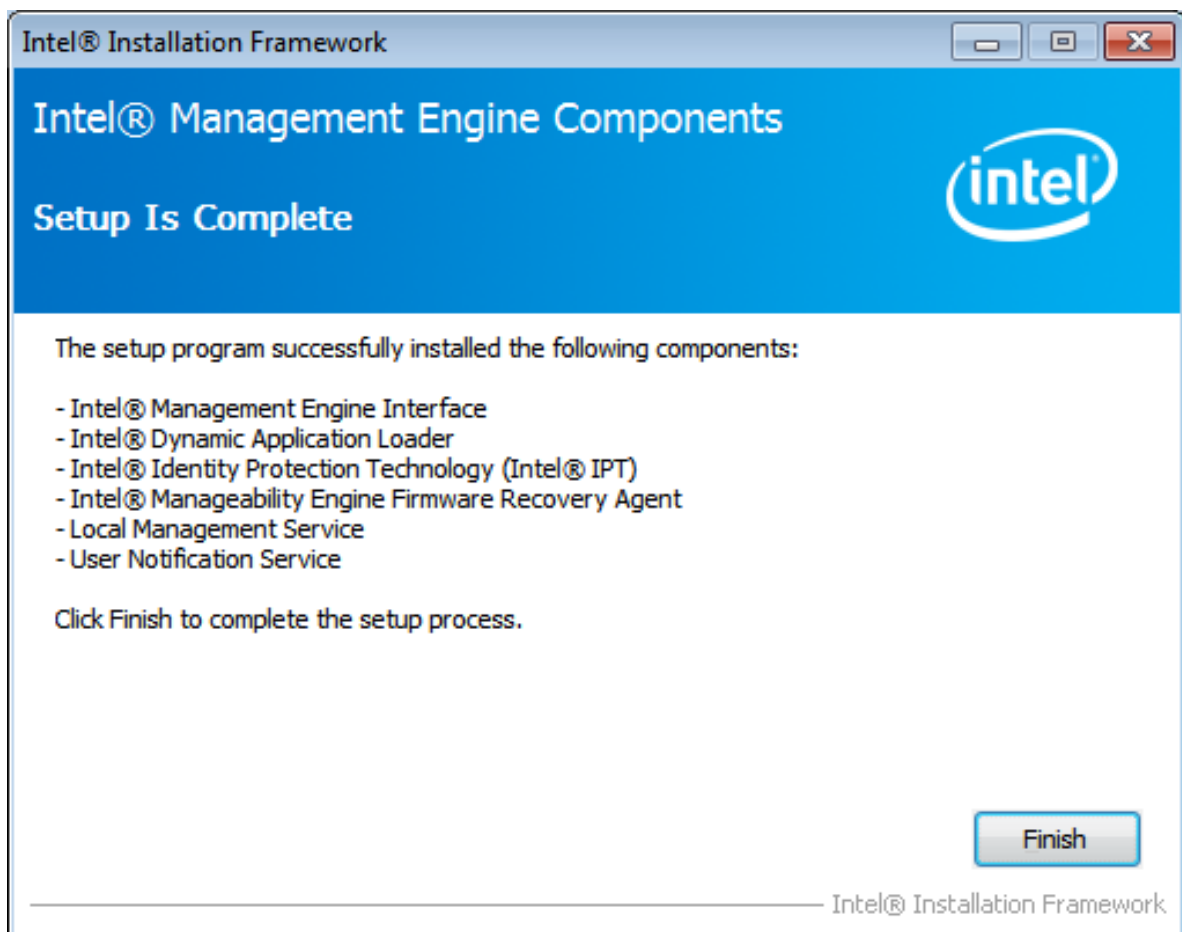 Intel® Installation Framework
Intel® Management Engine Components
intel
Setup Is Complete
The setup program successfully installed the following components:
- Intel® Management Engine Interface
- Intel® Dynamic Application Loader
- Intel® Identity Protection Technology (Intel® IPT)
- Intel® Manageability Engine Firmware Recovery Agent
- Local Management Service
- User Notification Service
Click Finish to complete the setup process.
Finish
Intel® Installation Framework